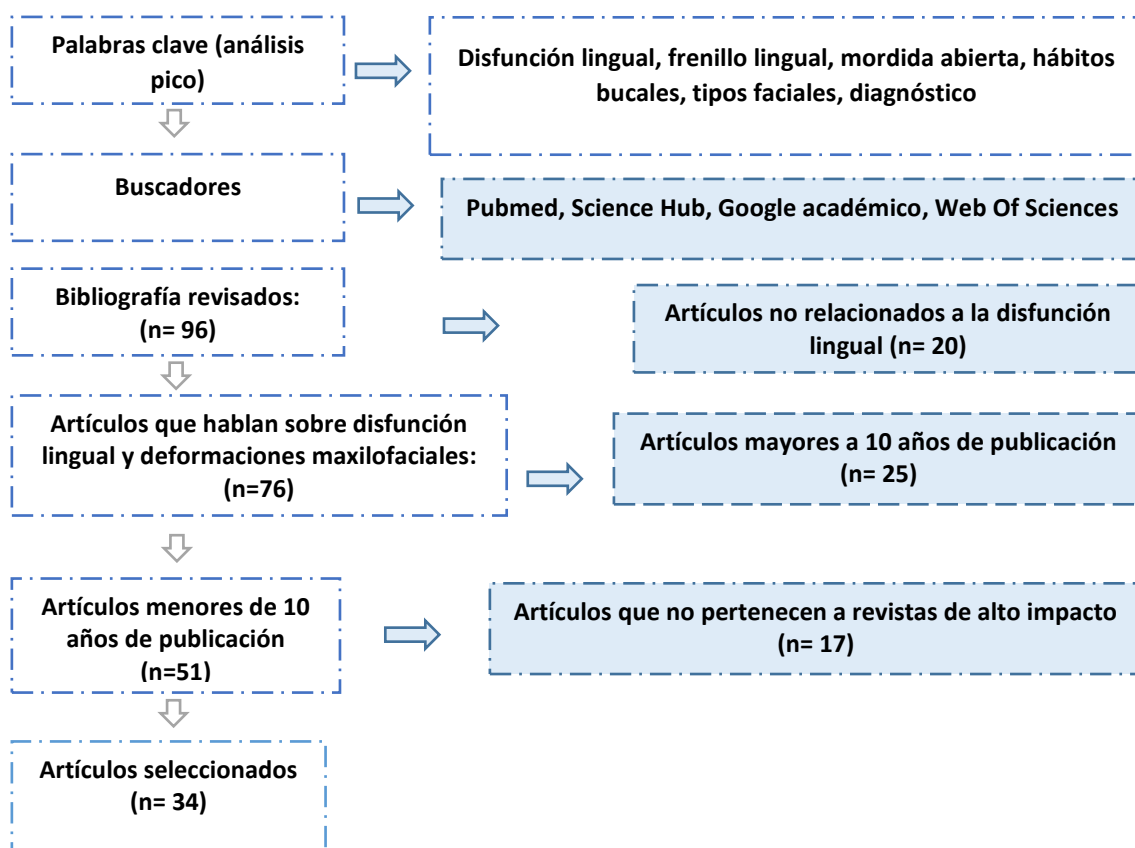 Palabras clave (análisis
pico)
Disfunción lingual, frenillo lingual, mordida abierta, hábitos
bucales, tipos faciales, diagnóstico
Buscadores
Pubmed, Science Hub, Google académico, Web Of Sciences
Bibliografía revisados:
(n= 96)
Artículos no relacionados a la disfunción
lingual (n= 20)
Artículos que hablan sobre disfunción
lingual y deformaciones maxilofaciales:
(n=76)
Artículos mayores a 10 años de publicación
(n= 25)
Artículos menores de 10
años de publicación
(n=51)
Artículos que no pertenecen a revistas de alto impacto
(n= 17)
Artículos seleccionados
(n= 34)